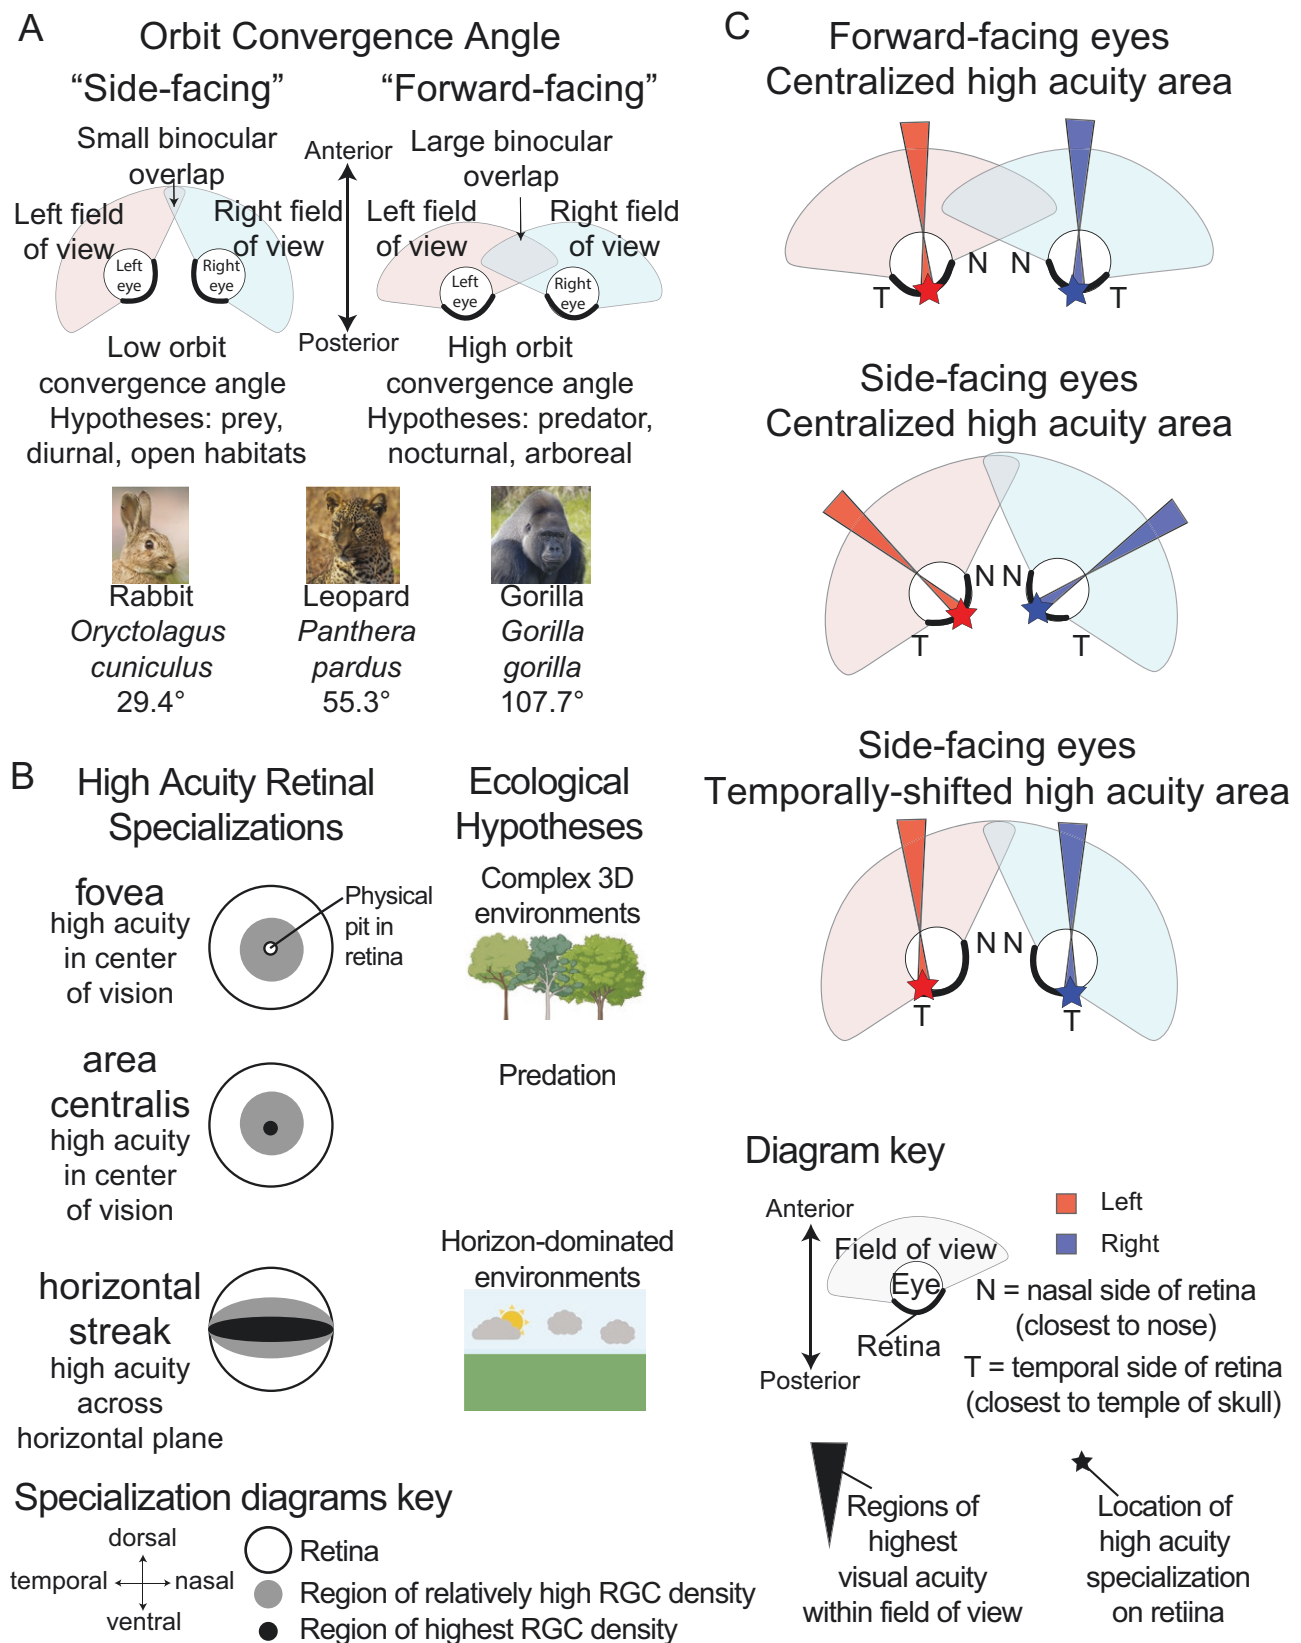 A
Orbit Convergence Angle
“Side-facing”
“Forward-facing”
Small binocular
overlap
Anterior
Large binocular
overlap
Left field
of view
Right field
of view
Left field
of view
Right field
of view
Left
eye
Right
eye
Left
eye
Right
eye
Posterior
Low orbit
convergence angle
Hypotheses: prey,
diurnal, open habitats
High orbit
convergence angle
Hypotheses: predator,
nocturnal, arboreal
Rabbit
Oryctolagus
cuniculus
29.4°
Leopard
Panthera
pardus
55.3°
Gorilla
Gorilla
gorilla
107.7°
B
High Acuity Retinal
Specializations
Ecological
Hypotheses
fovea
high acuity
in center
of vision
Physical
pit in
retina
Complex 3D
environments
area
centralis
high acuity
in center
of vision
Predation
horizontal
streak
high acuity
across
horizontal plane
Horizon-dominated
environments
Specialization diagrams key
dorsal
temporal
nasal
ventral
Retina
Region of relatively high RGC density
Region of highest RGC density
C
Forward-facing eyes
Centralized high acuity area
N
N
T
T
Side-facing eyes
Centralized high acuity area
N
N
T
T
Side-facing eyes
Temporally-shifted high acuity area
N
N
T
T
Diagram key
Anterior
Posterior
Field of view
Eye
Retina
Left
Right
N = nasal side of retina
(closest to nose)
T = temporal side of retina
(closest to temple of skull)
Regions of
highest
visual acuity
within field of view
Location of
high acuity
specialization
on retiina